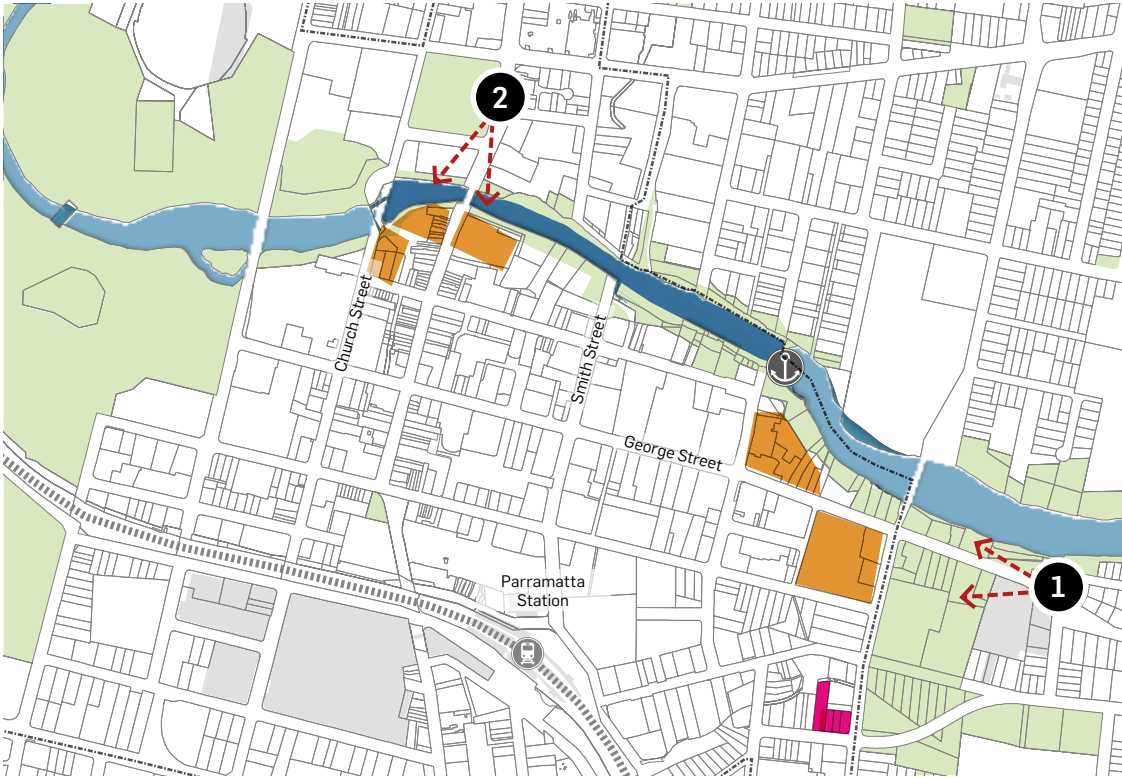 2
Church Street
Smith Street
George Street
Parramatta
Station
1